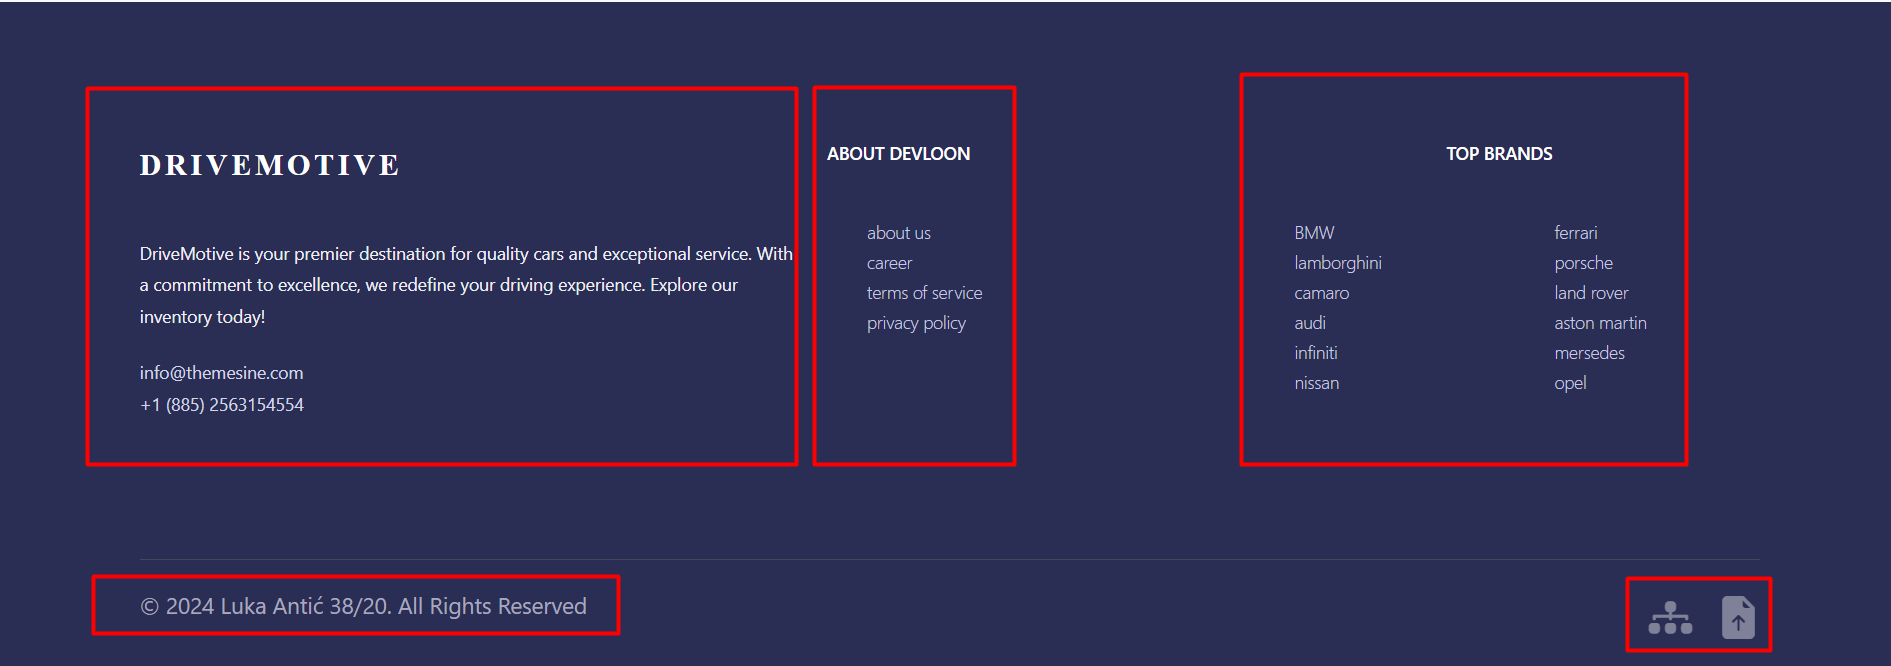 DRIVEMOTIVE
DriveMotive is your premier destination for quality cars and exceptional service. With
a commitment to excellence, we redefine your driving experience. Explore our
inventory today!
info@themesine.com
+1 (885) 2563154554
ABOUT DEVLOON
about us
career
terms of service
privacy policy
TOP BRANDS
BMW
lamborghini
camaro
audi
infiniti
nissan
ferrari
porsche
land rover
aston martin
mersedes
opel
© 2024 Luka Antić 38/20. All Rights Reserved